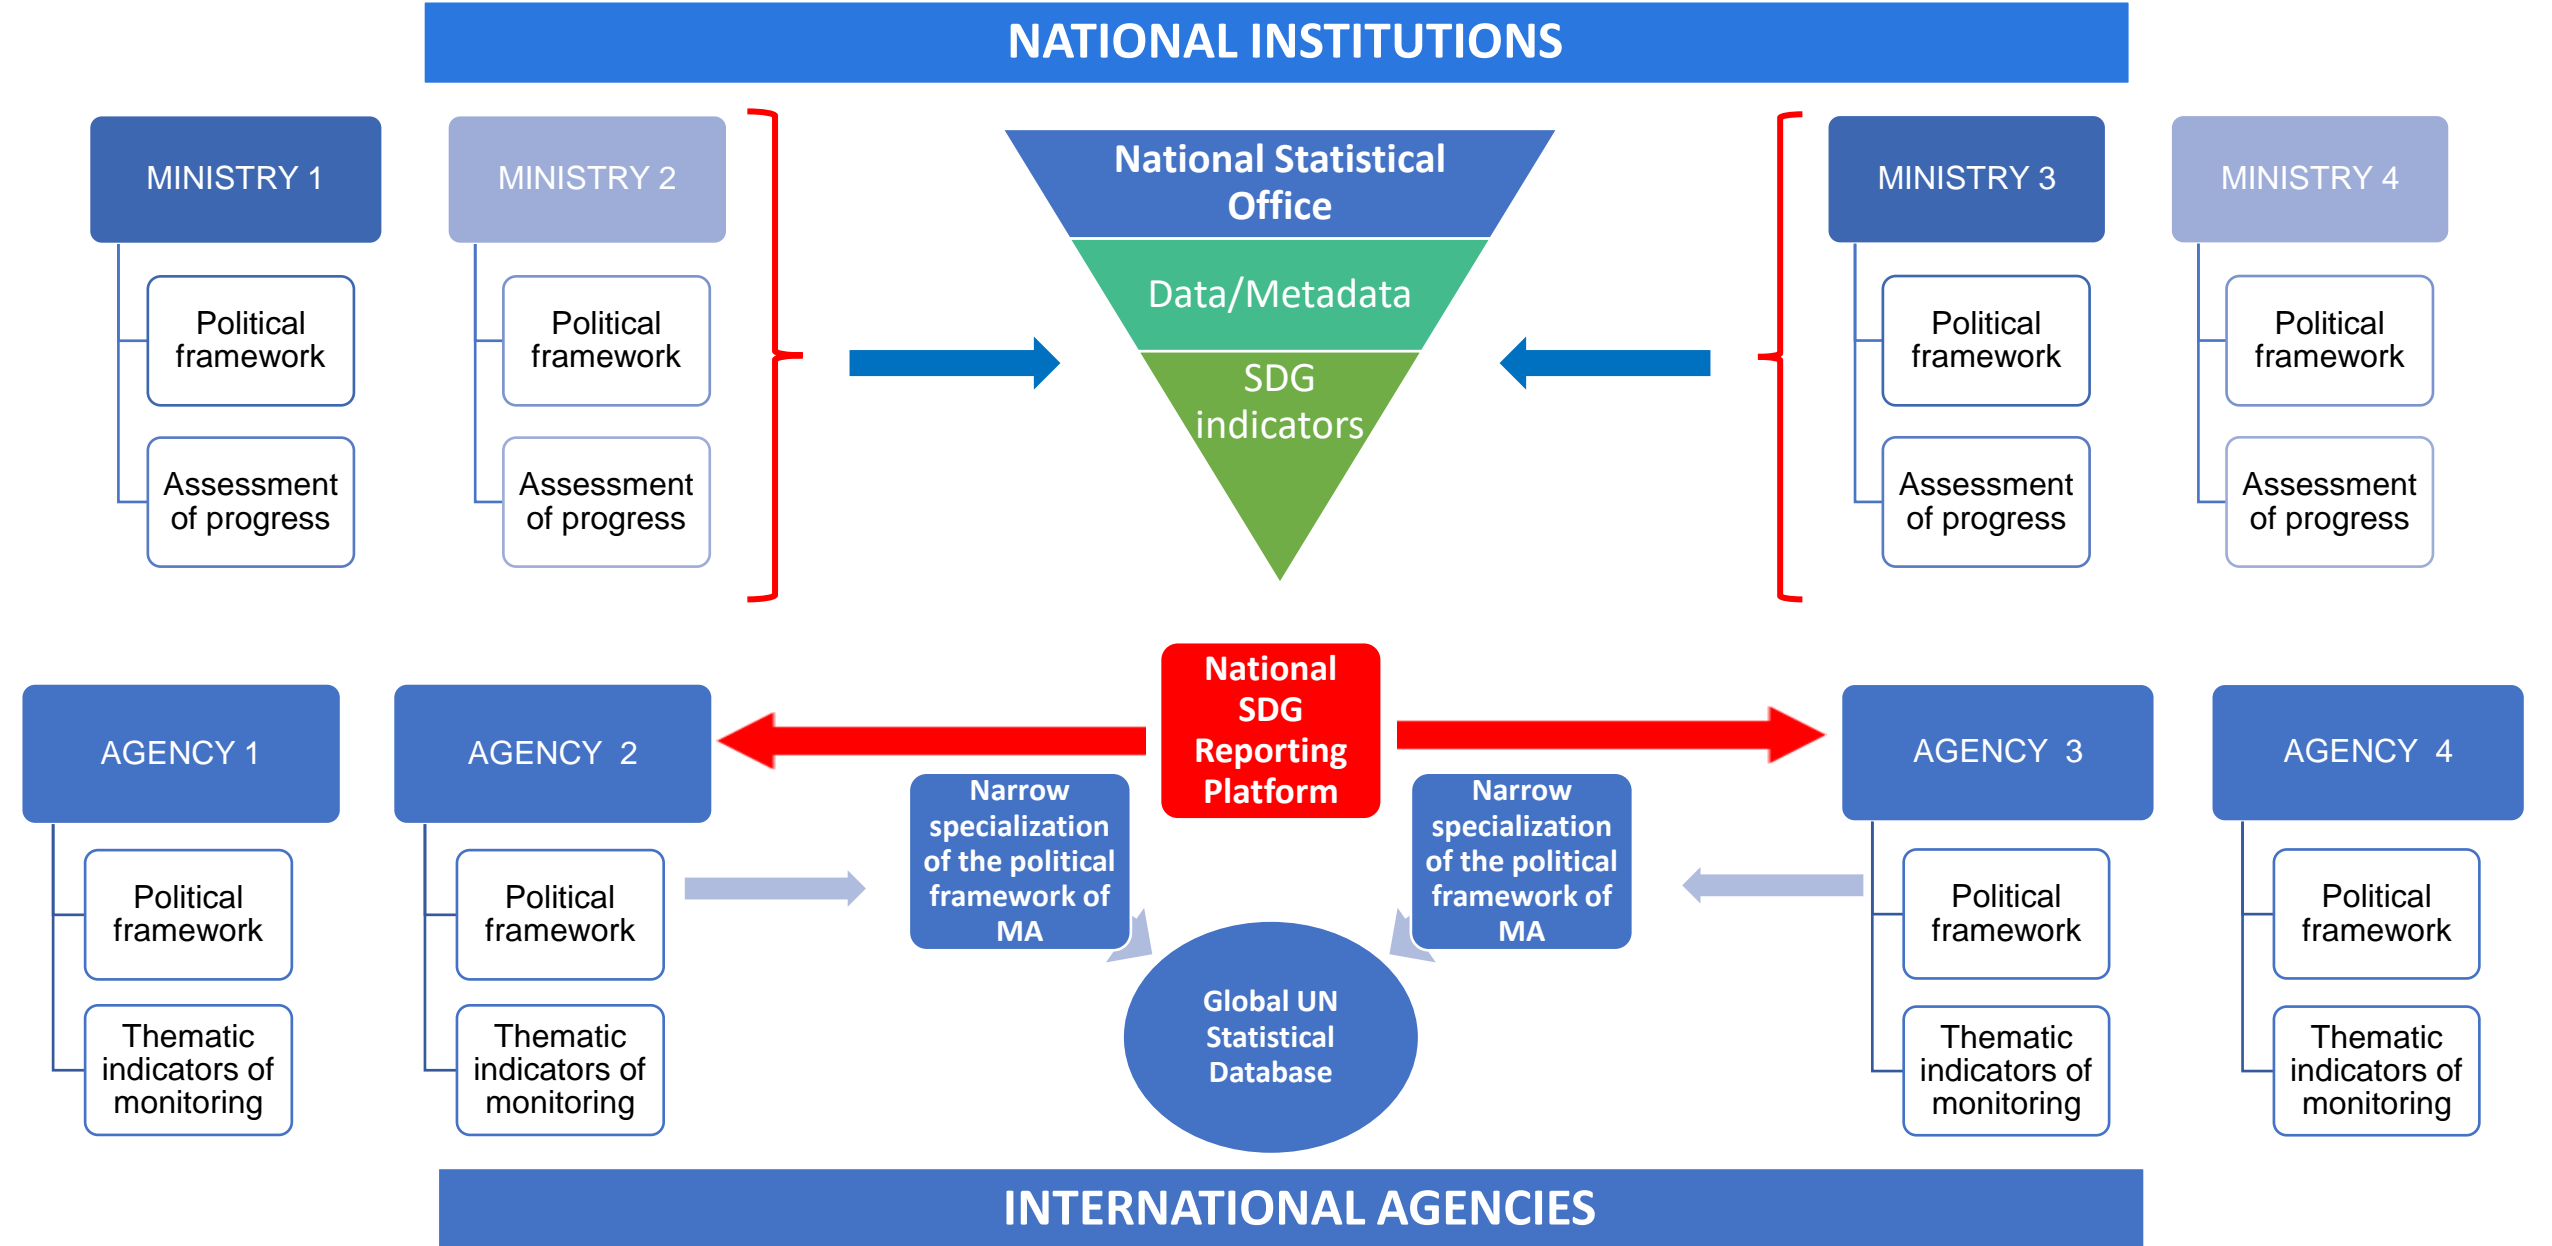 NATIONAL INSTITUTIONS
MINISTRY 1
Political
framework
Assessment
of progress
MINISTRY 2
Political
framework
Assessment
of progress
National Statistical
Office
Data/Metadata
SDG
indicators
MINISTRY 3
Political
framework
Assessment
of progress
MINISTRY 4
Political
framework
Assessment
of progress
AGENCY 1
Political
framework
Thematic
indicators of
monitoring
AGENCY 2
Political
framework
Thematic
indicators of
monitoring
National
SDG
Reporting
Platform
Narrow
specialization
of the political
framework of
MA
Narrow
specialization
of the political
framework of
MA
Global UN
Statistical
Database
AGENCY 3
Political
framework
Thematic
indicators of
monitoring
AGENCY 4
Political
framework
Thematic
indicators of
monitoring
INTERNATIONAL AGENCIES